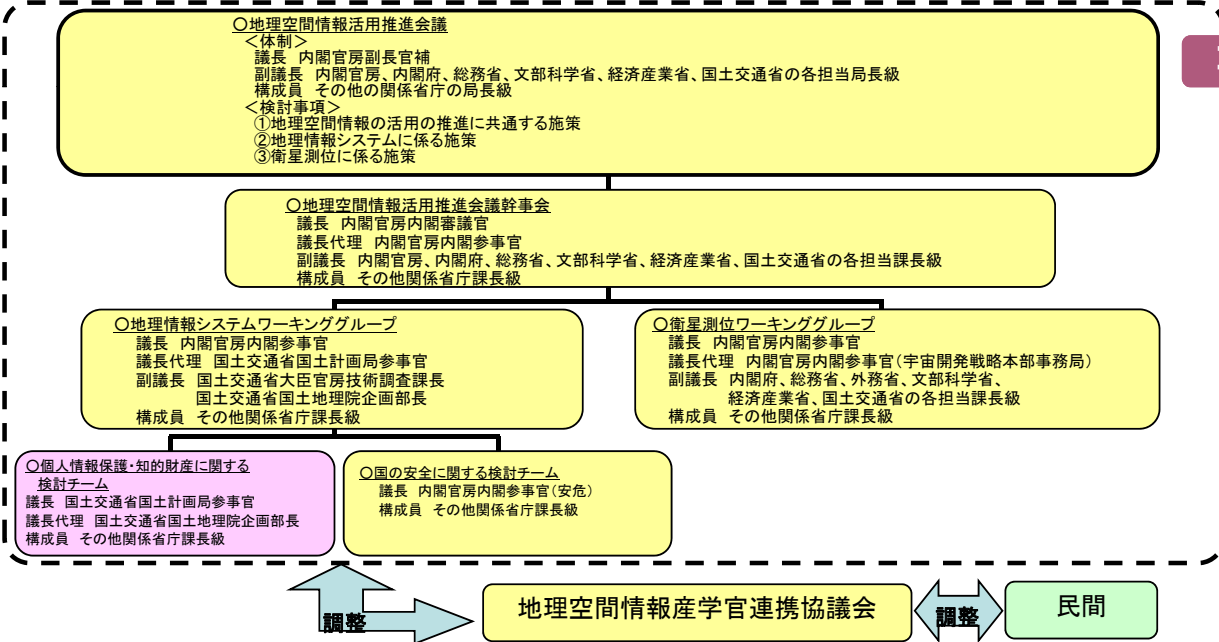 〇地理空間情報活用推進会議
＜体制＞
議長 内閣官房副長官補
副議長 内閣官房、内閣府、総務省、文部科学省、経済産業省、国土交通省の各担当局長級
構成員 その他の関係省庁の局長級
＜検討事項＞
①地理空間情報の活用の推進に共通する施策
②地理情報システムに係る施策
③衛星測位に係る施策
〇地理空間情報活用推進会議幹事会
議長 内閣官房内閣審議官
議長代理 内閣官房内閣参事官
副議長 内閣官房、内閣府、総務省、文部科学省、経済産業省、国土交通省の各担当課長級
構成員 その他関係省庁課長級
〇地理情報システムワーキンググループ
議長 内閣官房内閣参事官
議長代理 国土交通省国土計画局参事官
副議長 国土交通省大臣官房技術調査課長
国土交通省国土地理院企画部長
構成員 その他関係省庁課長級
〇衛星測位ワーキンググループ
議長 内閣官房内閣参事官
議長代理 内閣官房内閣参事官（宇宙開発戦略本部事務局）
副議長 内閣府、総務省、外務省、文部科学省、
経済産業省、国土交通省の各担当課長級
構成員 その他関係省庁課長級
〇個人情報保護・知的財産に関する
検討チーム
議長 国土交通省国土計画局参事官
議長代理 国土交通省国土地理院企画部長
構成員 その他関係省庁課長級
〇国の安全に関する検討チーム
議長 内閣官房内閣参事官（安危）
構成員 その他関係省庁課長級
調整
地理空間情報産学官連携協議会
調整
民間